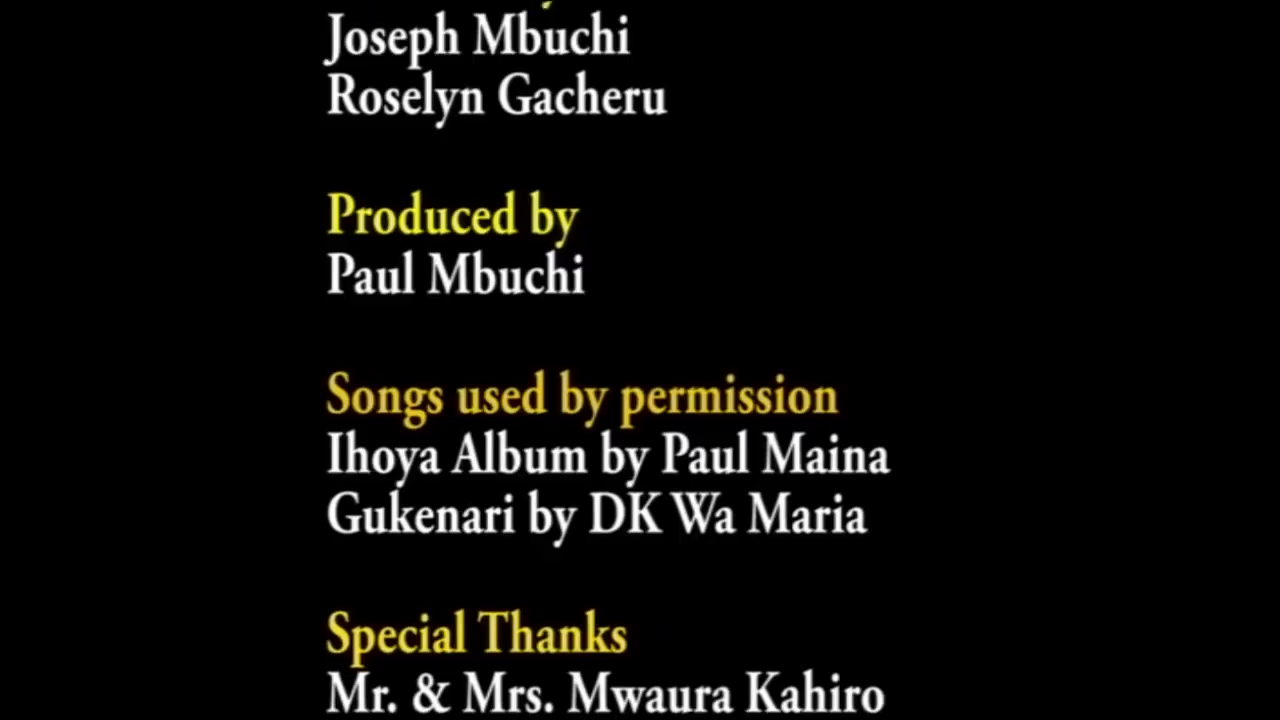 Joseph Mbuchi
Roselyn Gacheru
Produced by
Paul Mbuchi
Songs used by permission
Ihoya Album by Paul Maina
Gukenari by DK Wa Maria
Special Thanks
Mr. & Mrs. Mwaura Kahiro